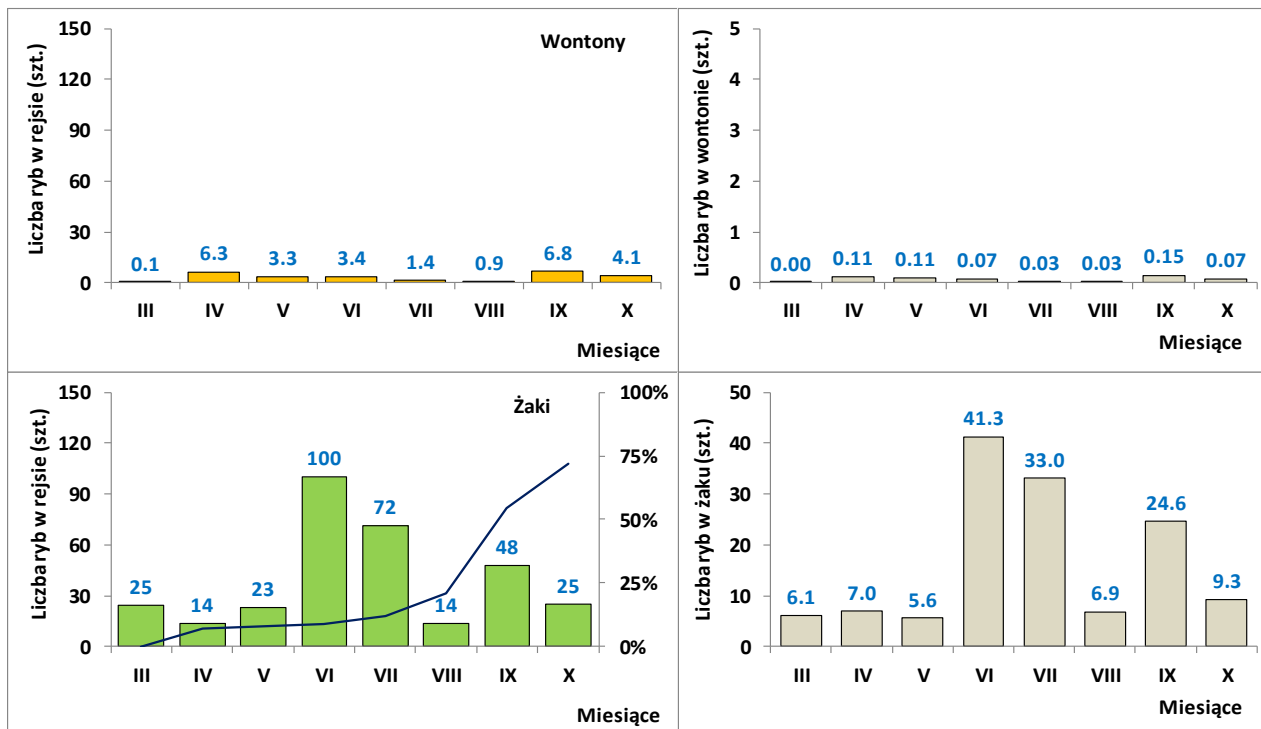 Wontony
Liczba ryb w rejsie (szt.)
150
120
90
60
30
0
0.1 6.3 3.3 3.4 1.4 0.9 6.8 4.1
III IV V VI VII VIII IX X
Miesiące
Liczba ryb w wontonie (szt.)
5
4
3
2
1
0
0.00 0.11 0.11 0.07 0.03 0.03 0.15 0.07
III IV V VI VII VIII IX X
Miesiące
Żaki
Liczba ryb w rejsie (szt.)
150
120
90
60
30
0
100%
75%
50%
25%
0%
25 14 23 100 72 14 48 25
III IV V VI VII VIII IX X
Miesiące
Liczba ryb w żaku (szt.)
50
40
30
20
10
0
6.1 7.0 5.6 41.3 33.0 6.9 24.6 9.3
III IV V VI VII VIII IX X
Miesiące